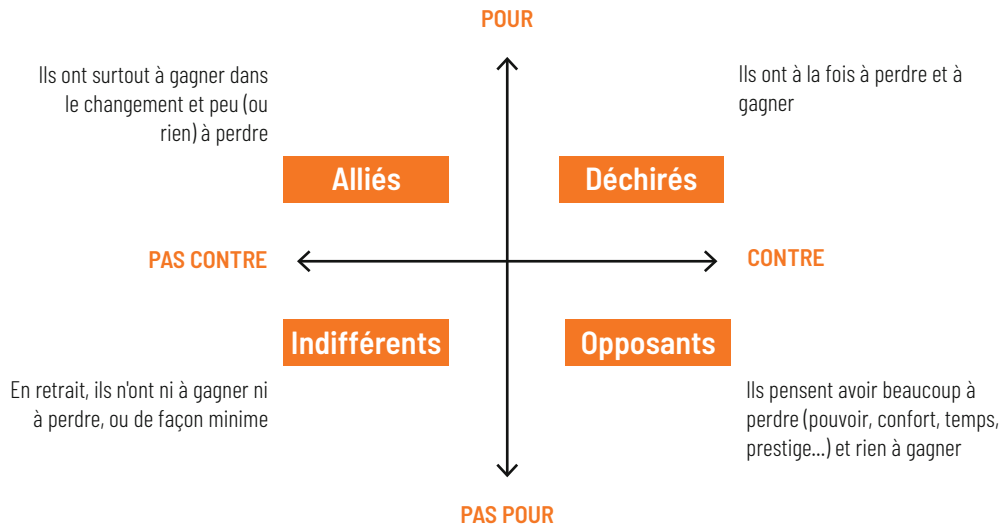 POUR
Ils ont surtout à gagner dans
le changement et peu (ou
rien) à perdre
Ils ont à la fois à perdre et à
gagner
Alliés
Déchirés
PAS CONTRE
CONTRE
Indifférents
Opposants
En retrait, ils n'ont ni à gagner ni
à perdre, ou de façon minime
Ils pensent avoir beaucoup à
perdre (pouvoir, confort, temps,
prestige...) et rien à gagner
PAS POUR